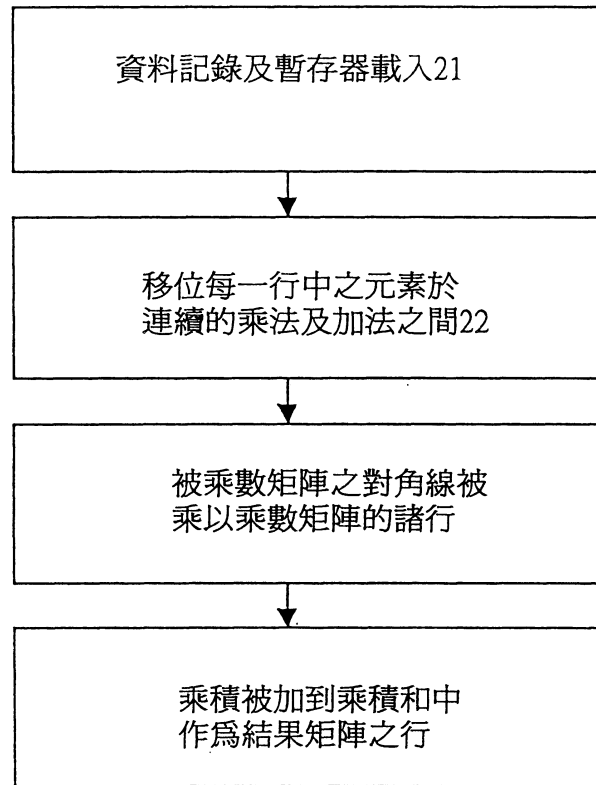 資料記錄及暫存器載入21
移位每一行中之元素於
連續的乘法及加法之間22
被乘數矩陣之對角線被
乘以乘數矩陣的諸行
乘積被加到乘積和中
作爲結果矩陣之行